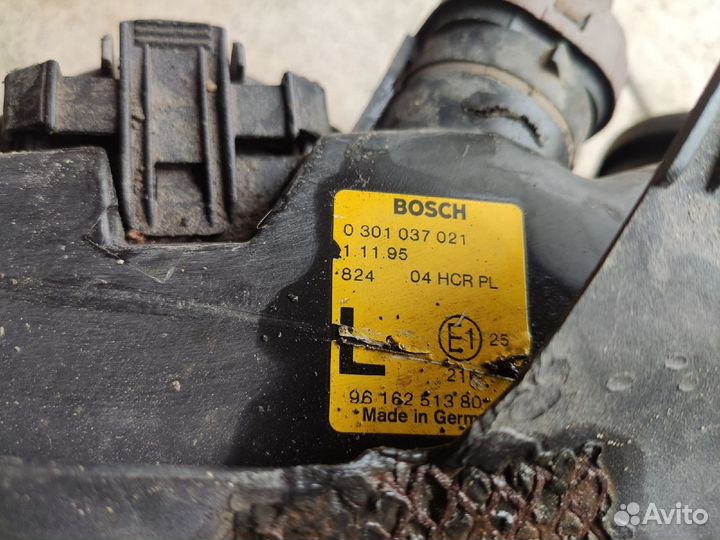 BOSCH
0 301 037 021
1.11.95
824 04 HCR PL
L
E1 25
96 162 513 80
Made in
Avito